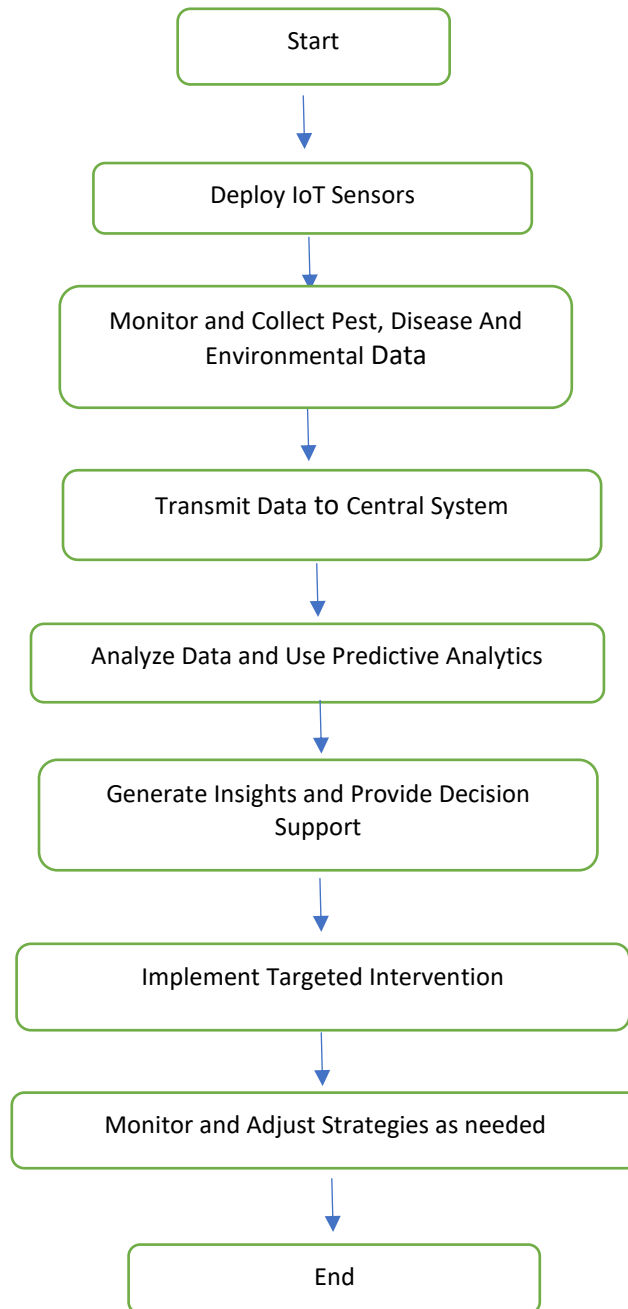 Start
Deploy IoT Sensors
Monitor and Collect Pest, Disease And
Environmental Data
Transmit Data to Central System
Analyze Data and Use Predictive Analytics
Generate Insights and Provide Decision
Support
Implement Targeted Intervention
Monitor and Adjust Strategies as needed
End